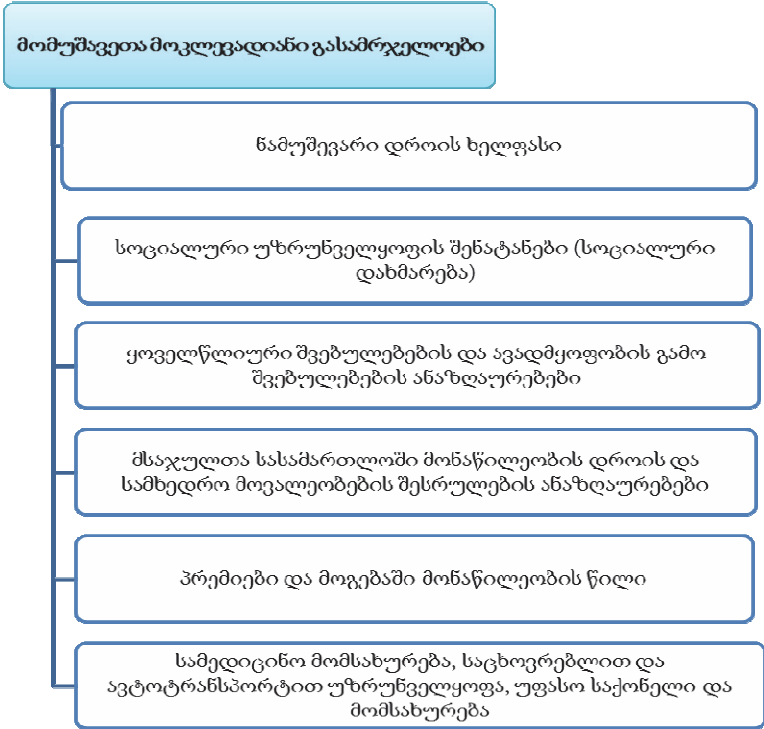 მომუშავეთა მოკლევადიანი გასამრჯელოები
ნამუშევარი დროის ხელფასი
სოციალური უზრუნველყოფის შენატანები (სოციალური
დახმარება)
ყოველწლიური შვებულებების და ავადმყოფობის გამო
შვებულებების ანაზღაურებები
მსაჯულთა სასამართლოში მონაწილეობის დროის და
სამხედრო მოვალეობების შესრულების ანაზღაურებები
პრემიები და მოგებაში მონაწილეობის წილი
სამედიცინო მომსახურება, საცხოვრებლით და
ავტოტრანსპორტით უზრუნველყოფა, უფასო საქონელი და
მომსახურება